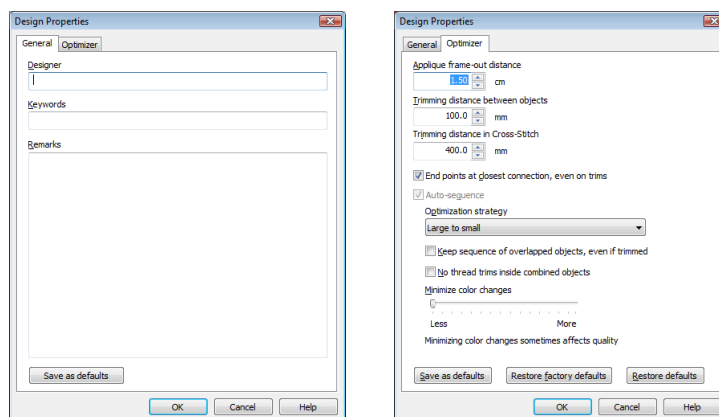 Design Properties
General Optimizer
Designer
Keywords
Remarks
Save as defaults
OK Cancel Help
Design Properties
General Optimizer
Applique frame-out distance
1.50 cm
Trimming distance between objects
100.0 mm
Trimming distance in Cross-Stitch
400.0 mm
End points at closest connection, even on trims
Auto-sequence
Optimization strategy
Large to small
Keep sequence of overlapped objects, even if trimmed
No thread trims inside combined objects
Minimize color changes
Less More
Minimizing color changes sometimes affects quality
Save as defaults Restore factory defaults Restore defaults
OK Cancel Help